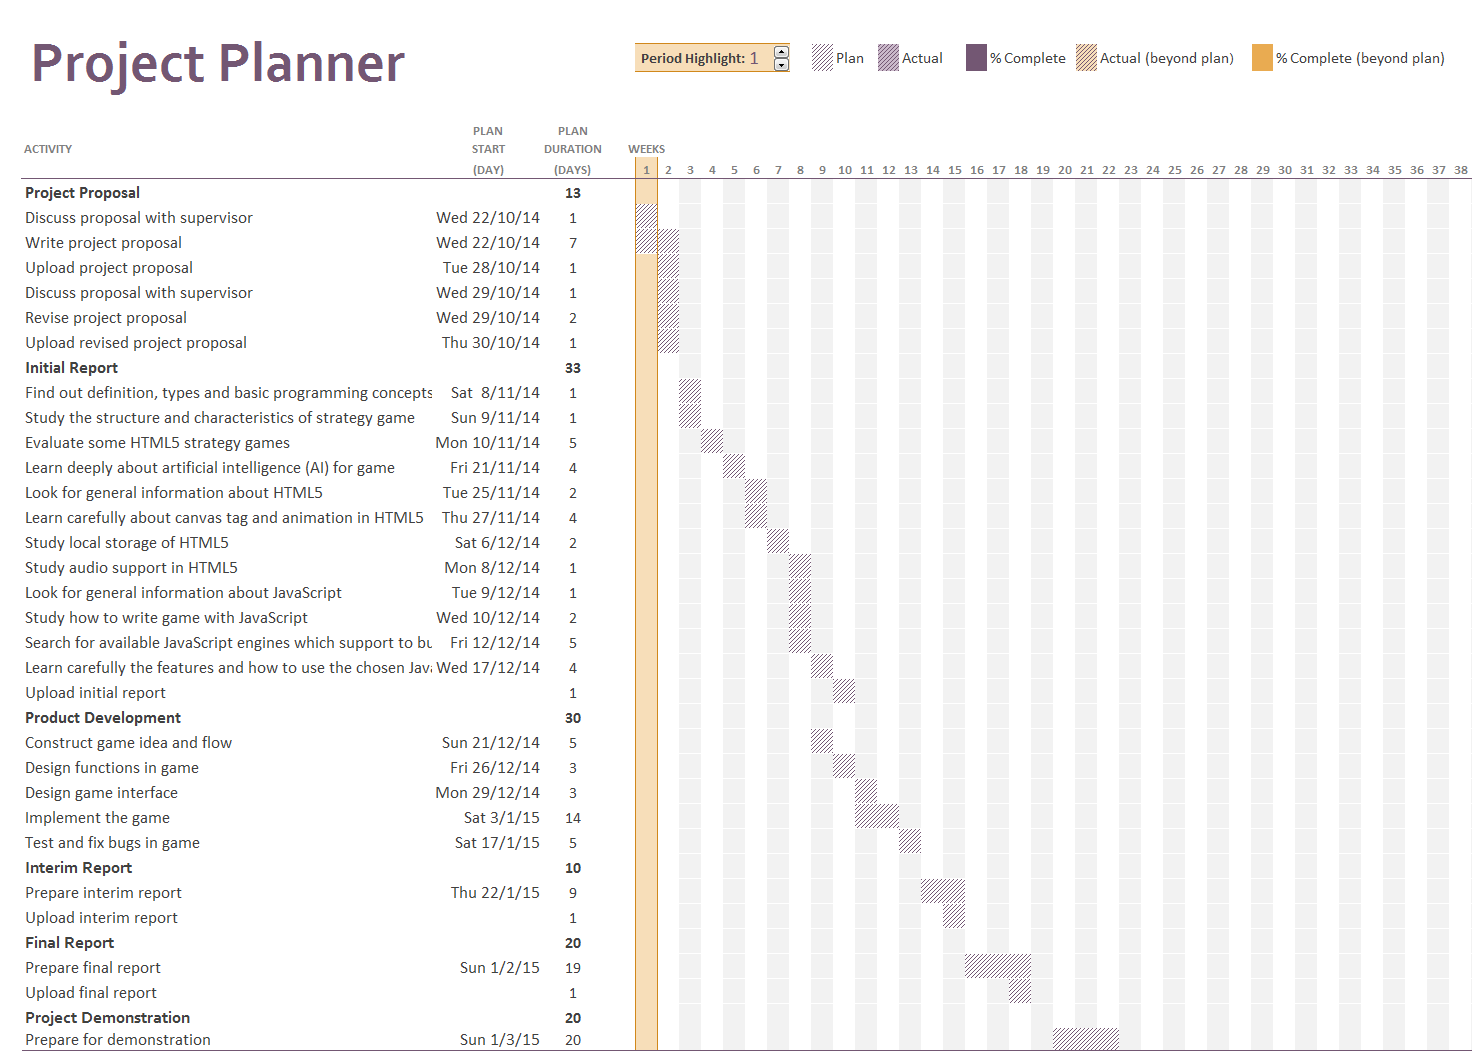 Project Planner
Period Highlight: 1 Plan Actual % Complete Actual (beyond plan) % Complete (beyond plan)
ACTIVITY PLAN START (DAY) PLAN DURATION (DAYS) WEEKS
1 2 3 4 5 6 7 8 9 10 11 12 13 14 15 16 17 18 19 20 21 22 23 24 25 26 27 28 29 30 31 32 33 34 35 36 37 38
Project Proposal 13
Discuss proposal with supervisor Wed 22/10/14 1
Write project proposal Wed 22/10/14 7
Upload project proposal Tue 28/10/14 1
Discuss proposal with supervisor Wed 29/10/14 1
Revise project proposal Wed 29/10/14 2
Upload revised project proposal Thu 30/10/14 1
Initial Report 33
Find out definition, types and basic programming concepts Sat 8/11/14 1
Study the structure and characteristics of strategy game Sun 9/11/14 1
Evaluate some HTML5 strategy games Mon 10/11/14 5
Learn deeply about artificial intelligence (AI) for game Fri 21/11/14 4
Look for general information about HTML5 Tue 25/11/14 2
Learn carefully about canvas tag and animation in HTML5 Thu 27/11/14 4
Study local storage of HTML5 Sat 6/12/14 2
Study audio support in HTML5 Mon 8/12/14 1
Look for general information about JavaScript Tue 9/12/14 1
Study how to write game with JavaScript Wed 10/12/14 2
Search for available JavaScript engines which support to bu Fri 12/12/14 5
Learn carefully the features and how to use the chosen Java Wed 17/12/14 4
Upload initial report 1
Product Development 30
Construct game idea and flow Sun 21/12/14 5
Design functions in game Fri 26/12/14 3
Design game interface Mon 29/12/14 3
Implement the game Sat 3/1/15 14
Test and fix bugs in game Sat 17/1/15 5
Interim Report 10
Prepare interim report Thu 22/1/15 9
Upload interim report 1
Final Report 20
Prepare final report Sun 1/2/15 19
Upload final report 1
Project Demonstration 20
Prepare for demonstration Sun 1/3/15 20